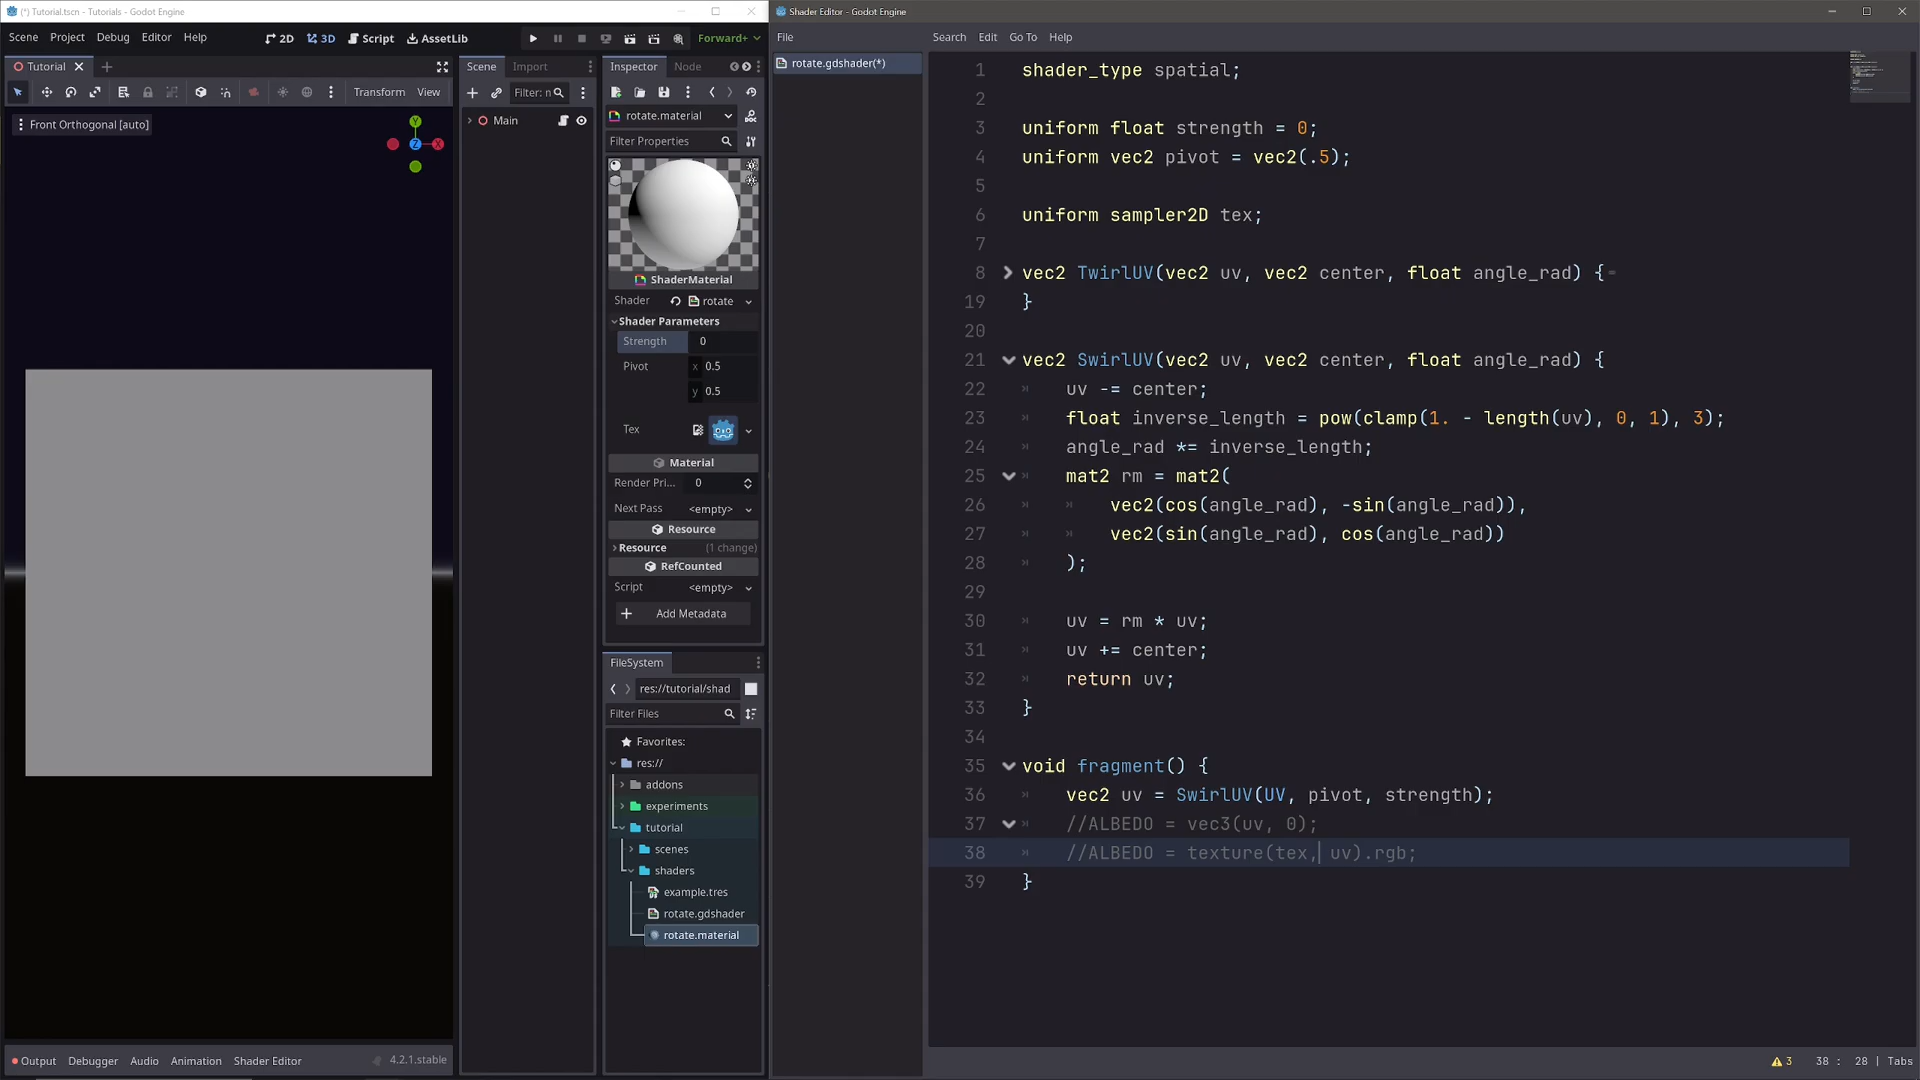 (*) Tutorial.tscn - Tutorials - Godot Engine
Scene Project Debug Editor Help
2D 3D Script AssetLib
Forward+
Tutorial
Transform View
Front Orthogonal [auto]
Y
Z
X
Output Debugger Audio Animation Shader Editor
4.2.1.stable
Scene Import
Filter: n
Main
Inspector Node
rotate.material
Filter Properties
ShaderMaterial
Shader rotate
Shader Parameters
Strength 0
Pivot x 0.5
y 0.5
Tex
Material
Render Pri... 0
Next Pass <empty>
Resource
Resource (1 change)
RefCounted
Script <empty>
Add Metadata
FileSystem
res://tutorial/shad
Filter Files
Favorites:
res://
addons
experiments
tutorial
scenes
shaders
example.tres
rotate.gdshader
rotate.material
Shader Editor - Godot Engine
File
Search Edit Go To Help
rotate.gdshader(*)
1 shader_type spatial;
2
3 uniform float strength = 0;
4 uniform vec2 pivot = vec2(.5);
5
6 uniform sampler2D tex;
7
8 vec2 TwirlUV(vec2 uv, vec2 center, float angle_rad) {
19 }
20
21 vec2 SwirlUV(vec2 uv, vec2 center, float angle_rad) {
22 uv -= center;
23 float inverse_length = pow(clamp(1. - length(uv), 0, 1), 3);
24 angle_rad *= inverse_length;
25 mat2 rm = mat2(
26 vec2(cos(angle_rad), -sin(angle_rad)),
27 vec2(sin(angle_rad), cos(angle_rad))
28 );
29
30 uv = rm * uv;
31 uv += center;
32 return uv;
33 }
34
35 void fragment() {
36 vec2 uv = SwirlUV(UV, pivot, strength);
37 //ALBEDO = vec3(uv, 0);
38 //ALBEDO = texture(tex, uv).rgb;
39 }
3 38 : 28 | Tabs